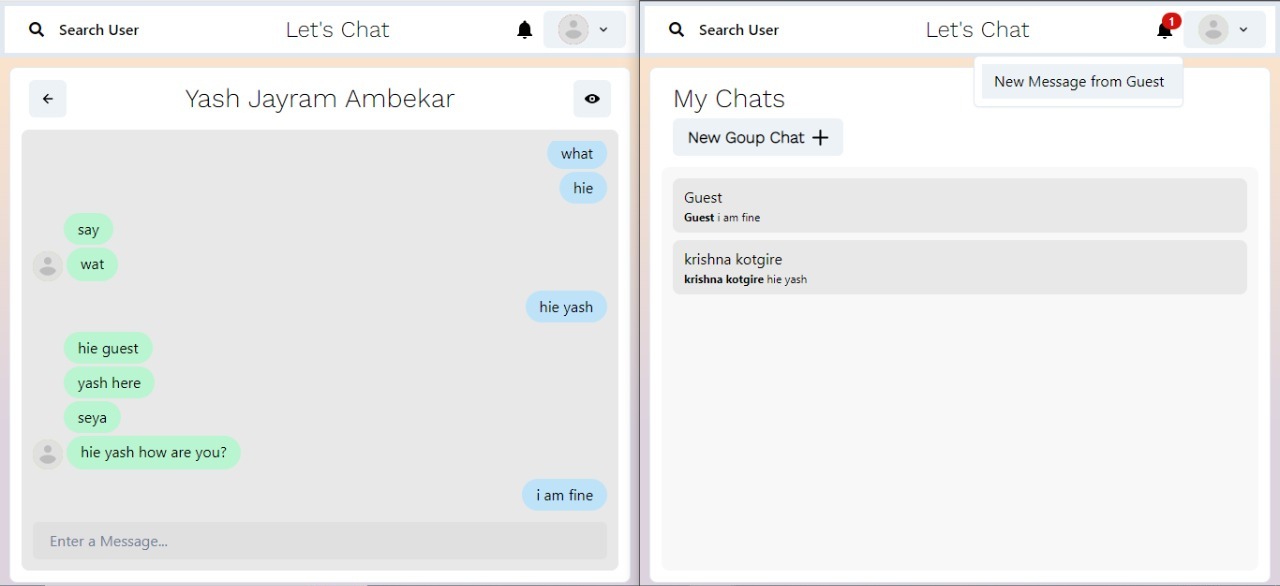 Search User
Let's Chat
Yash Jayram Ambekar
what
hie
say
wat
hie yash
hie guest
yash here
seya
hie yash how are you?
i am fine
Enter a Message...
Search User
Let's Chat
1
New Message from Guest
My Chats
New Goup Chat
Guest
Guest i am fine
krishna kotgire
krishna kotgire hie yash